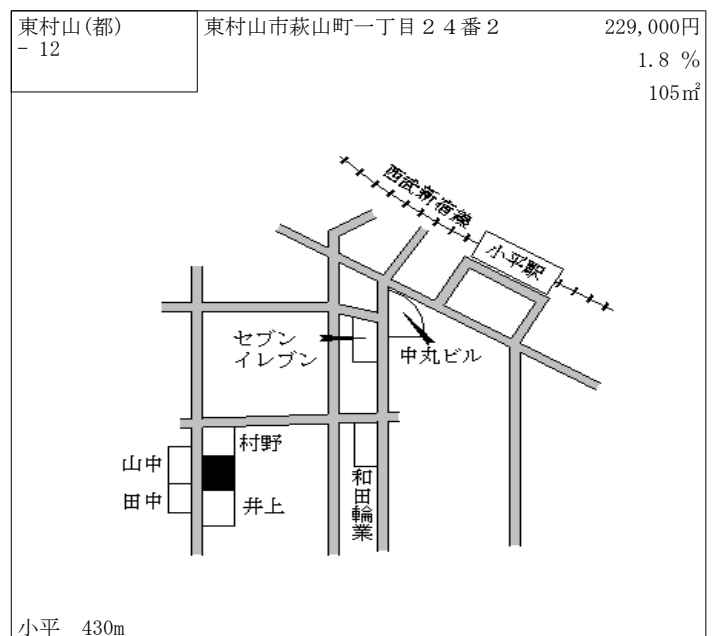 東村山(都)
- 12
東村山市萩山町一丁目２４番２
229,000円
1.8 %
105㎡
西武新宿線
小平駅
セブン
イレブン
中丸ビル
村野
山中
田中
井上
和田輪業
小平 430m